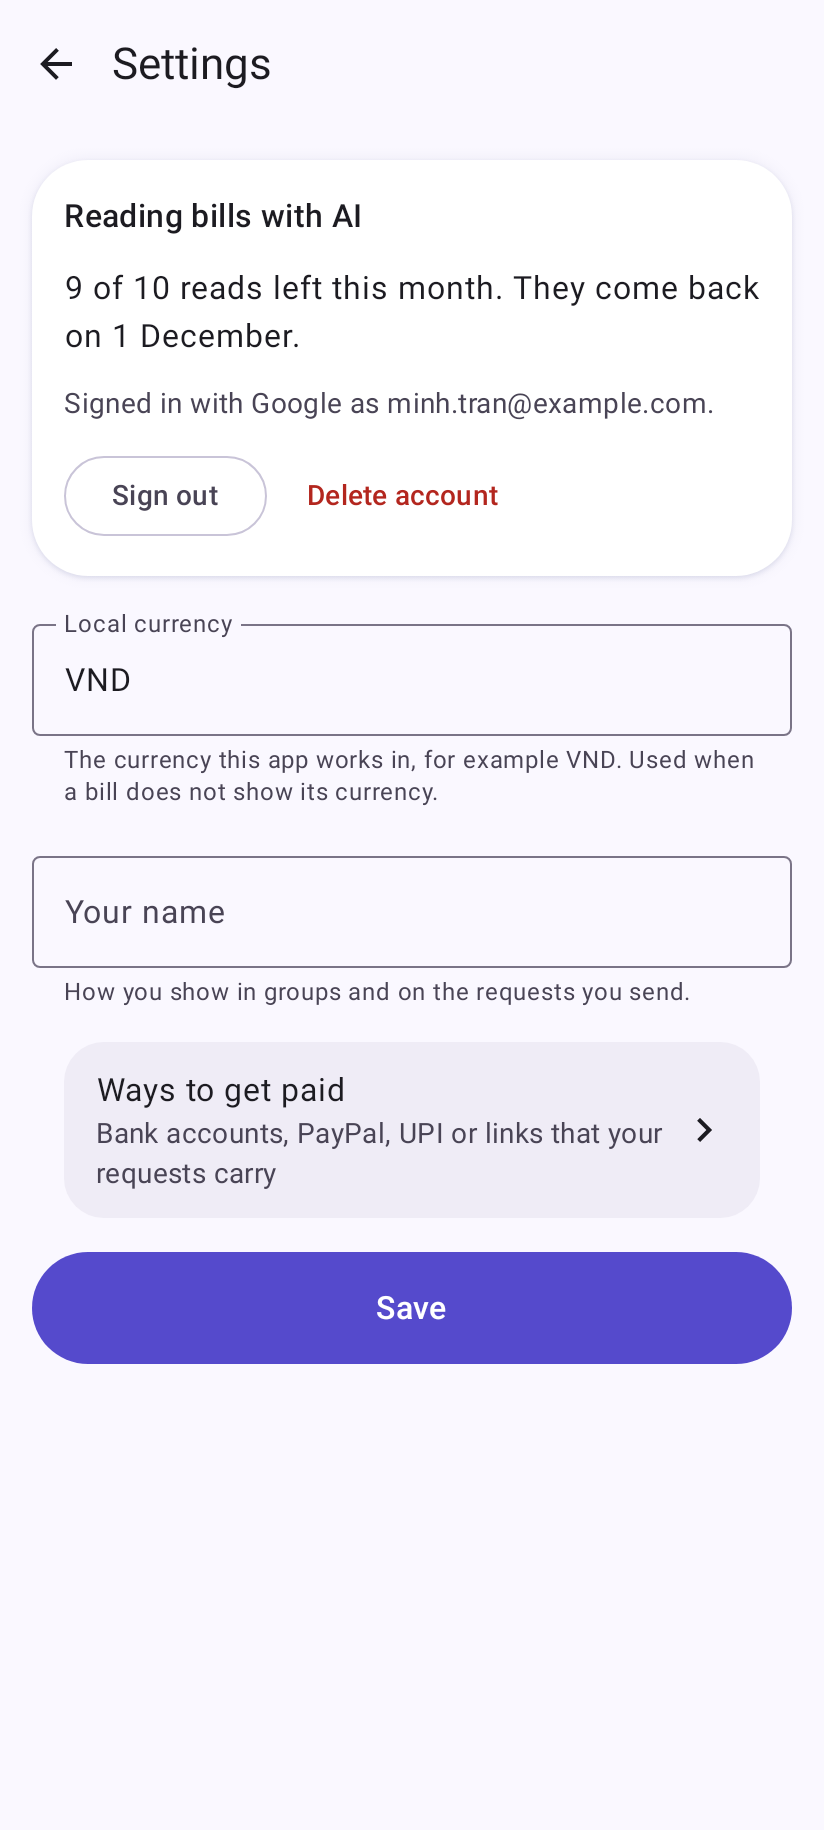 Settings
Reading bills with AI
9 of 10 reads left this month. They come back
on 1 December.
Signed in with Google as minh.tran@example.com.
Sign out
Delete account
Local currency
VND
The currency this app works in, for example VND. Used when
a bill does not show its currency.
Your name
How you show in groups and on the requests you send.
Ways to get paid
Bank accounts, PayPal, UPI or links that your
requests carry
Save